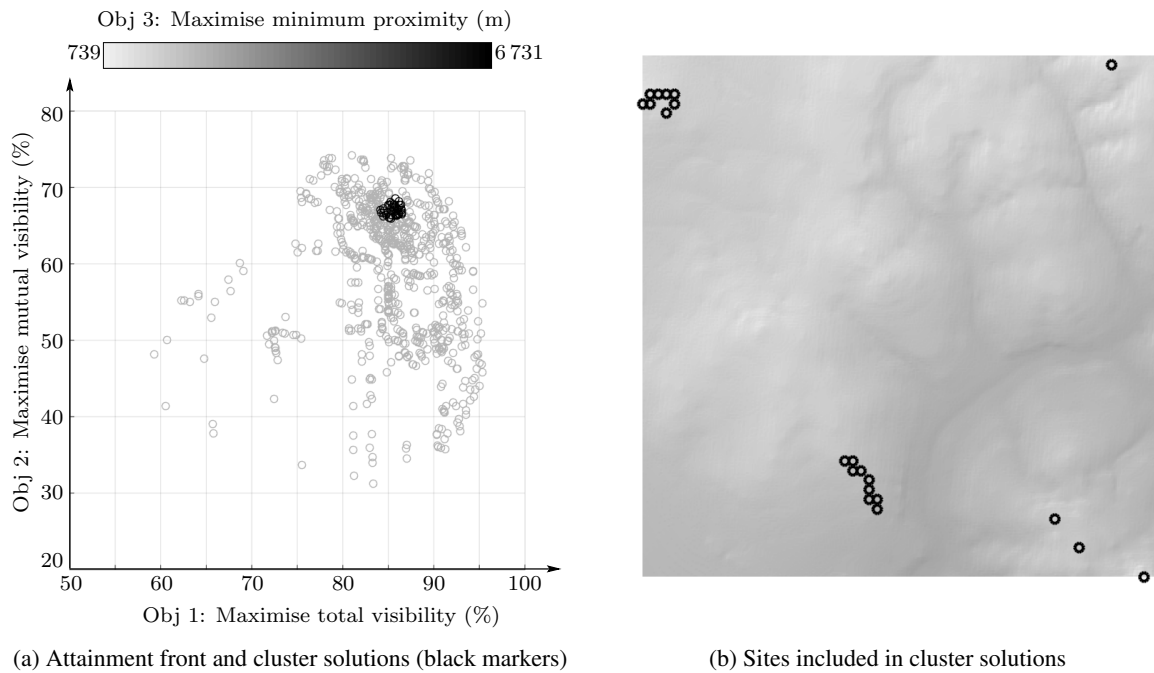 Obj 3: Maximise minimum proximity (m)
739
6 731
Obj 2: Maximise mutual visibility (%)
80
70
60
50
40
30
20
50 60 70 80 90 100
Obj 1: Maximise total visibility (%)
(a) Attainment front and cluster solutions (black markers)
(b) Sites included in cluster solutions